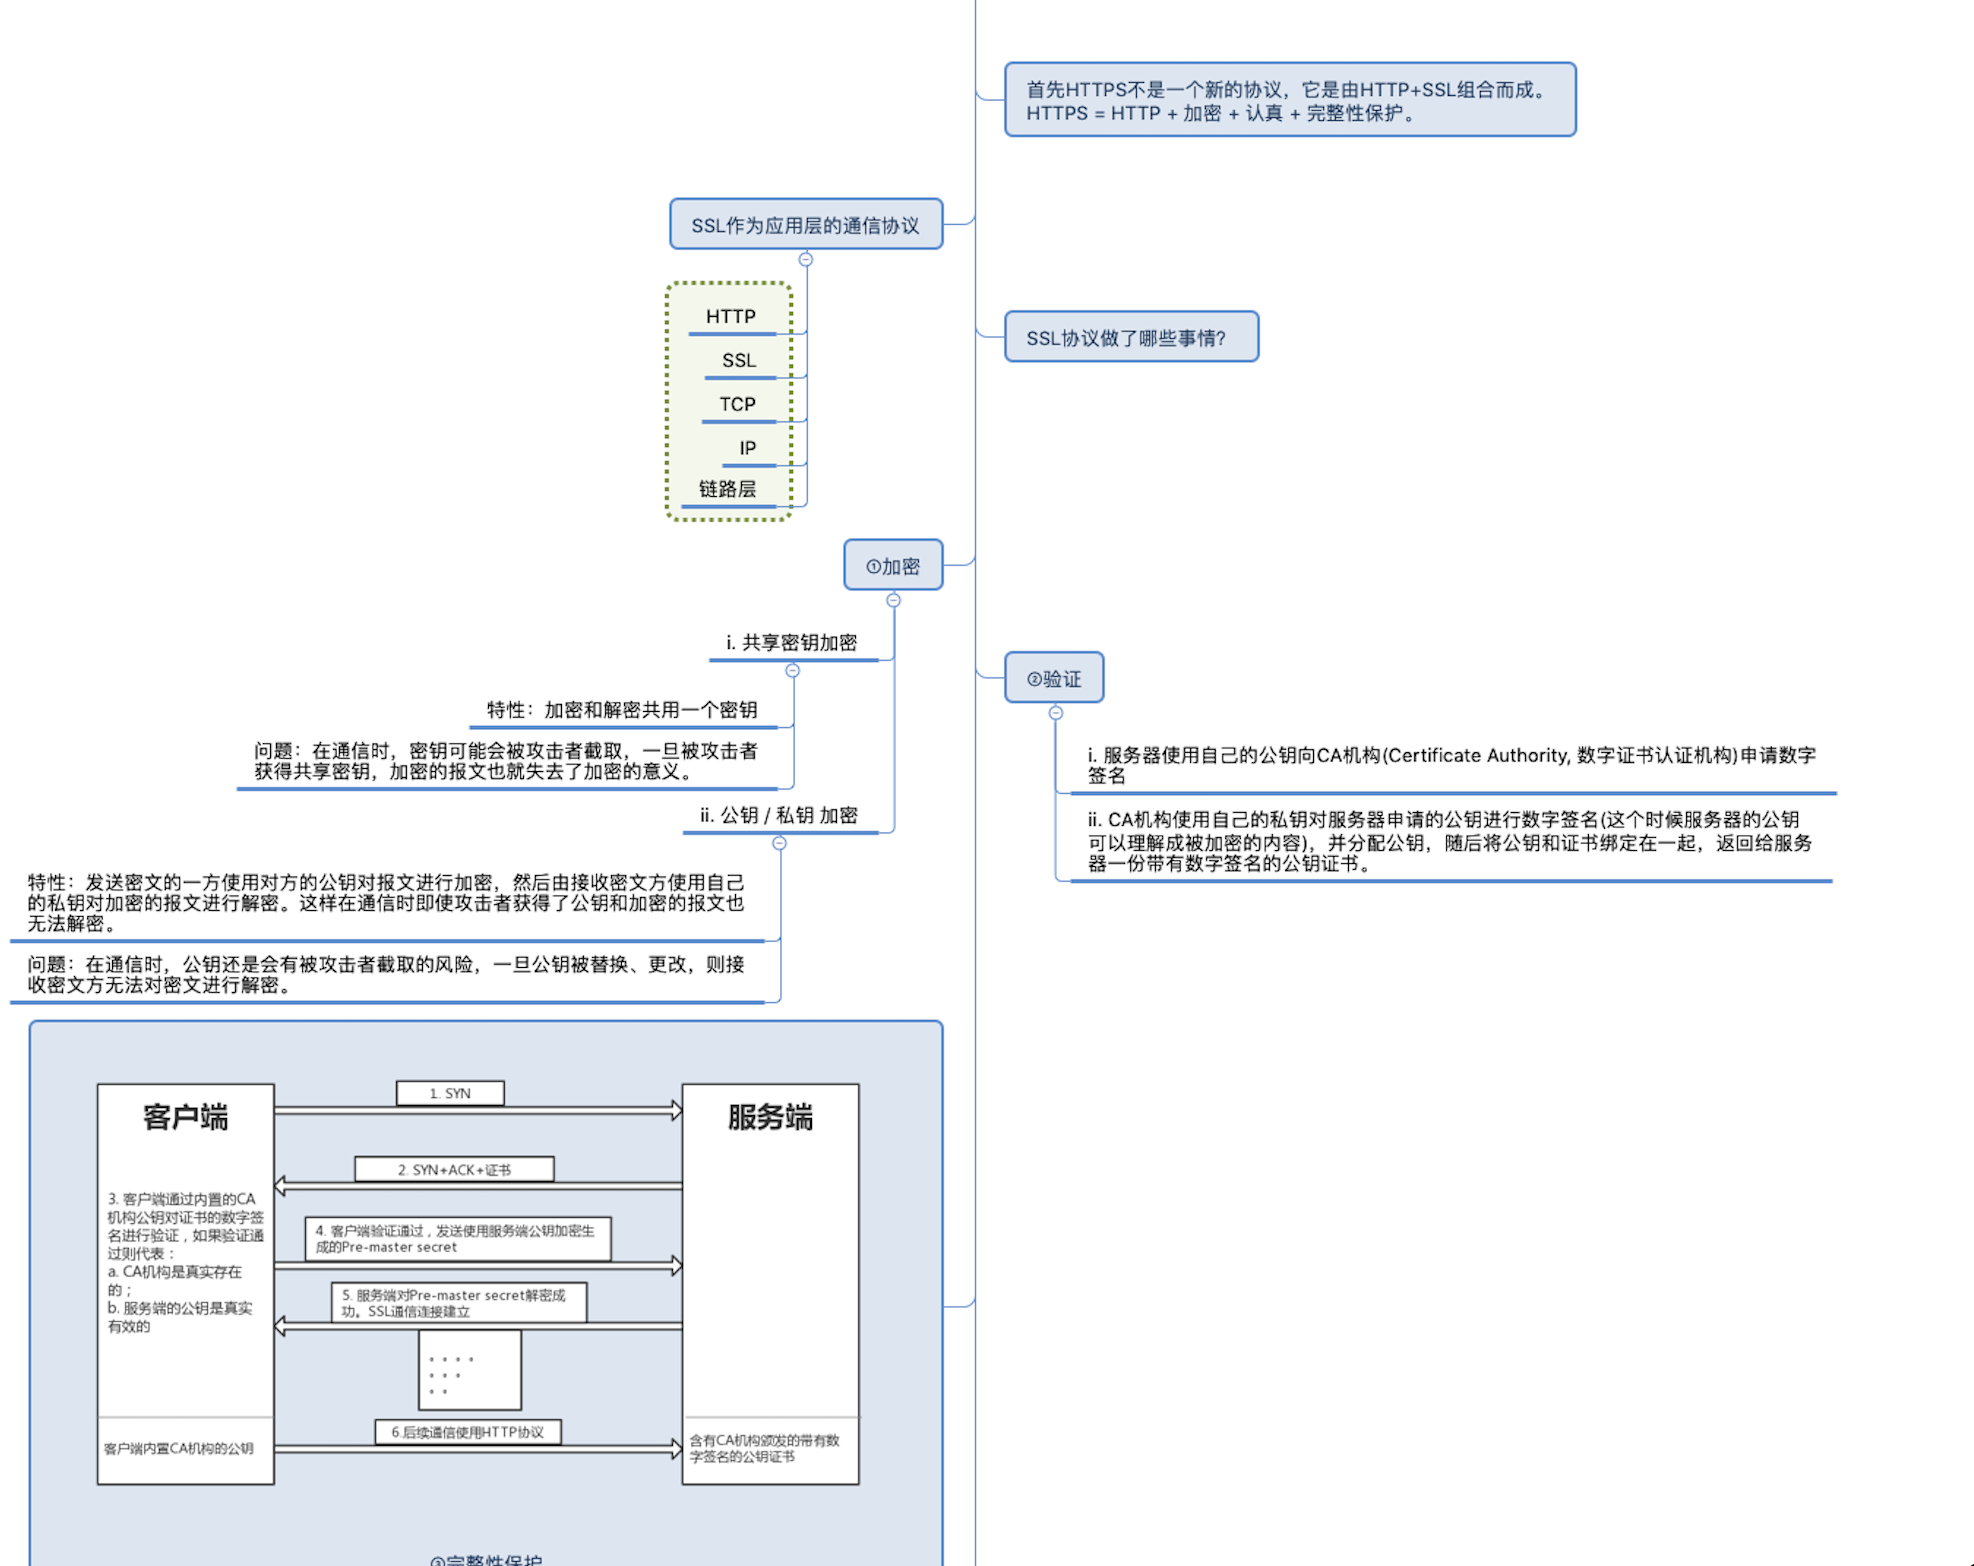 首先HTTPS不是一个新的协议，它是由HTTP+SSL组合而成。
HTTPS = HTTP + 加密 + 认真 + 完整性保护。
SSL作为应用层的通信协议
HTTP
SSL
TCP
IP
链路层
SSL协议做了哪些事情？
①加密
i. 共享密钥加密
特性：加密和解密共用一个密钥
问题：在通信时，密钥可能会被攻击者截取，一旦被攻击者
获得共享密钥，加密的报文也就失去了加密的意义。
ii. 公钥 / 私钥 加密
特性：发送密文的一方使用对方的公钥对报文进行加密，然后由接收密文方使用自己
的私钥对加密的报文进行解密。这样在通信时即使攻击者获得了公钥和加密的报文也
无法解密。
问题：在通信时，公钥还是会有被攻击者截取的风险，一旦公钥被替换、更改，则接
收密文方无法对密文进行解密。
②验证
i. 服务器使用自己的公钥向CA机构(Certificate Authority, 数字证书认证机构)申请数字
签名
ii. CA机构使用自己的私钥对服务器申请的公钥进行数字签名(这个时候服务器的公钥
可以理解成被加密的内容)，并分配公钥，随后将公钥和证书绑定在一起，返回给服务
器一份带有数字签名的公钥证书。
客户端
服务端
1. SYN
2. SYN+ACK+证书
3. 客户端通过内置的CA
机构公钥对证书的数字签
名进行验证，如果验证通
过则代表：
a. CA机构是真实存在
的；
b. 服务端的公钥是真实
有效的
4. 客户端验证通过，发送使用服务端公钥加密生
成的Pre-master secret
5. 服务端对Pre-master secret解密成
功。SSL通信连接建立
。。。。
。。。
。。
6.后续通信使用HTTP协议
客户端内置CA机构的公钥
含有CA机构颁发的带有数
字签名的公钥证书
③完整性保护